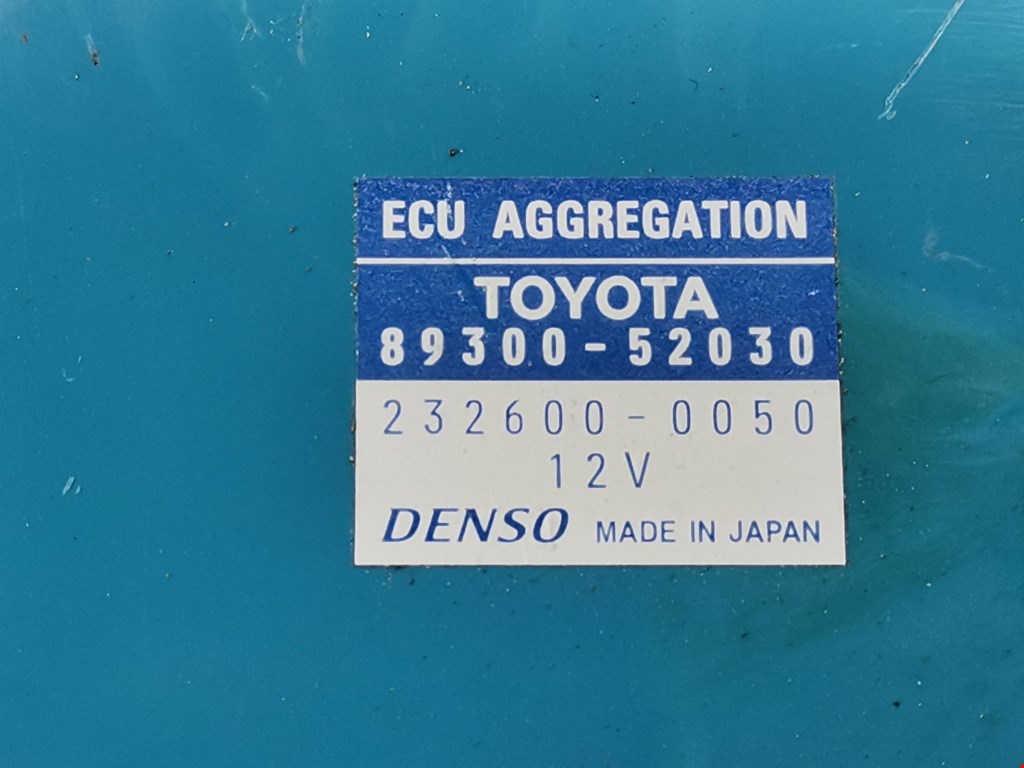 ECU AGGREGATION
TOYOTA
89300-52030
232600-0050
12V
DENSO MADE IN JAPAN